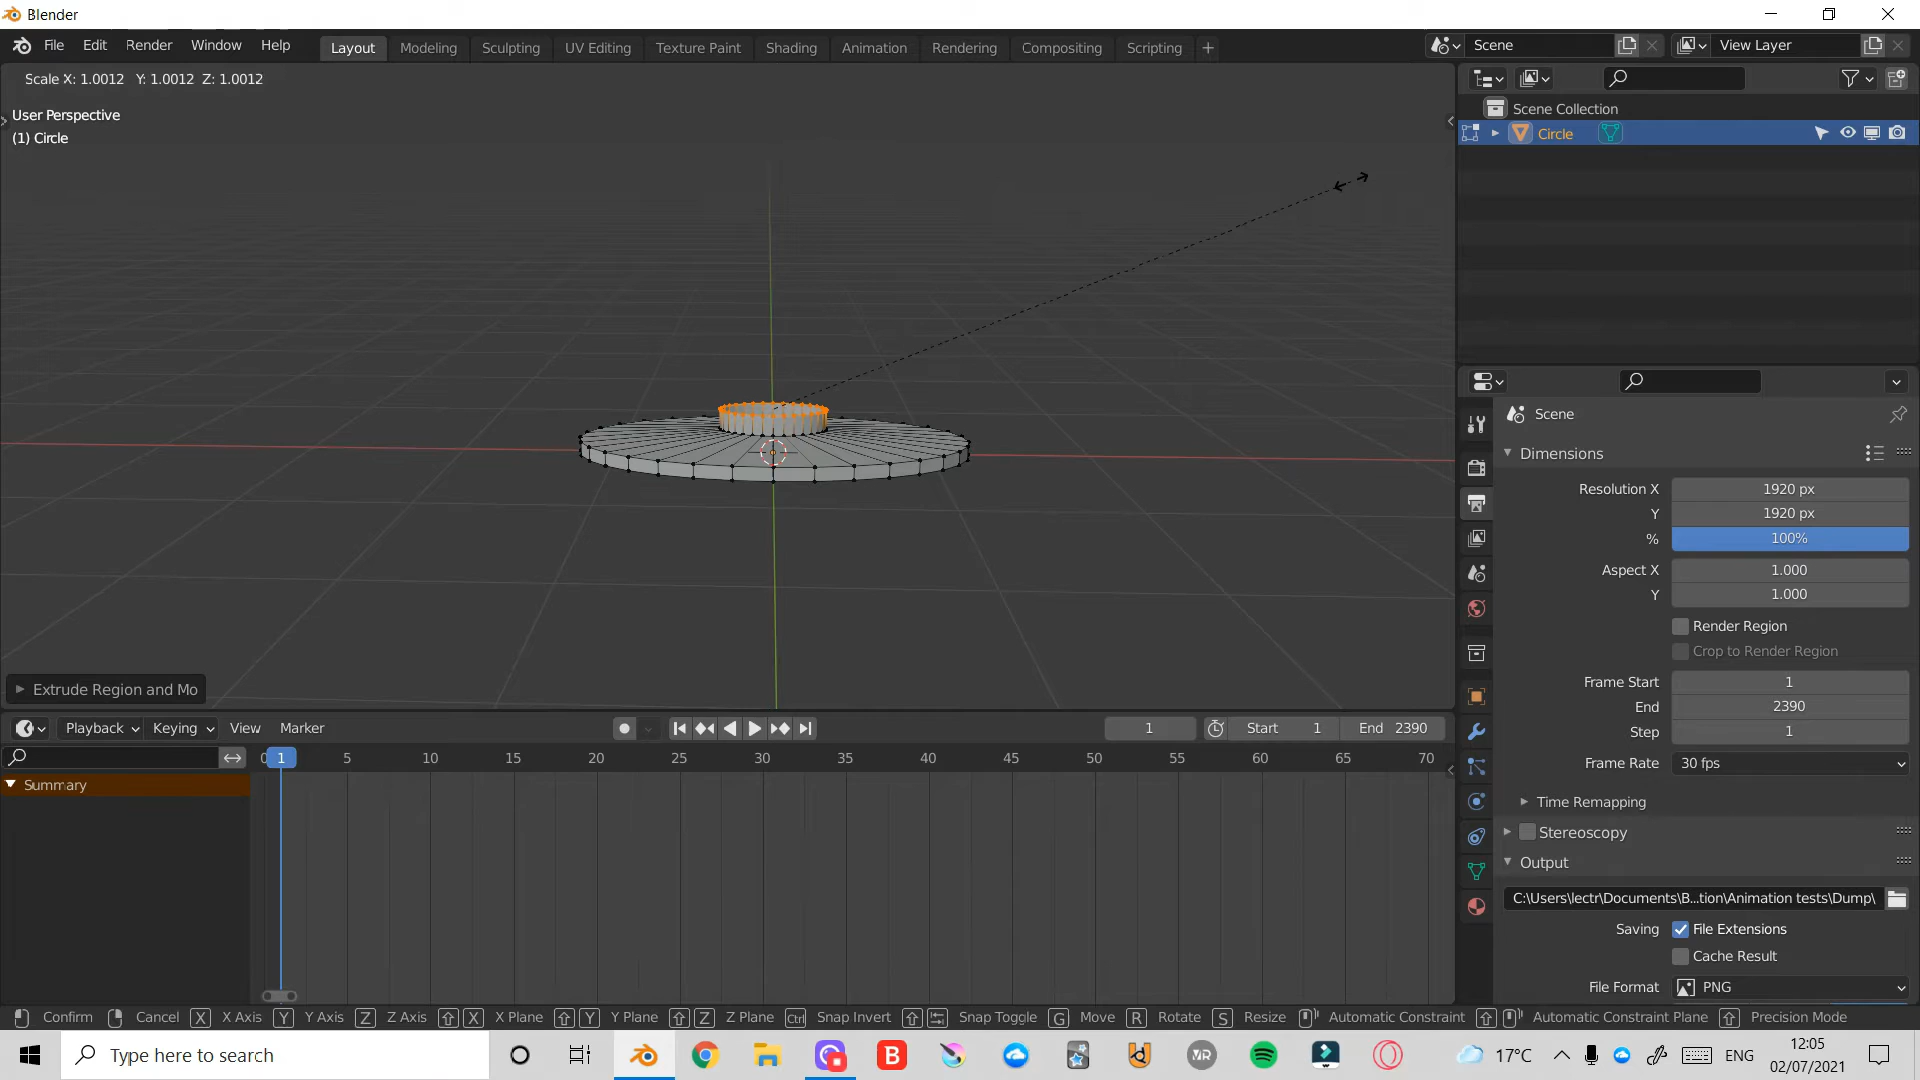 Blender
File Edit Render Window Help
Layout Modeling Sculpting UV Editing Texture Paint Shading Animation Rendering Compositing Scripting +
Scene
View Layer
Scale X: 1.0012 Y: 1.0012 Z: 1.0012
User Perspective
(1) Circle
Scene Collection
Circle
Scene
Dimensions
Resolution X 1920 px
Y 1920 px
% 100%
Aspect X 1.000
Y 1.000
Render Region
Crop to Render Region
Frame Start 1
End 2390
Step 1
Frame Rate 30 fps
Time Remapping
Stereoscopy
Output
C:\Users\lectr\Documents\B...tion\Animation tests\Dump\
Saving File Extensions
Cache Result
File Format PNG
Extrude Region and Mo
Playback Keying View Marker
1 Start 1 End 2390
0 1 5 10 15 20 25 30 35 40 45 50 55 60 65 70
Summary
Confirm Cancel X X Axis Y Y Axis Z Z Axis X X Plane Y Y Plane Z Z Plane Ctrl Snap Invert Snap Toggle G Move R Rotate S Resize Automatic Constraint Automatic Constraint Plane Precision Mode
Type here to search
B
VR
17°C
ENG
12:05
02/07/2021